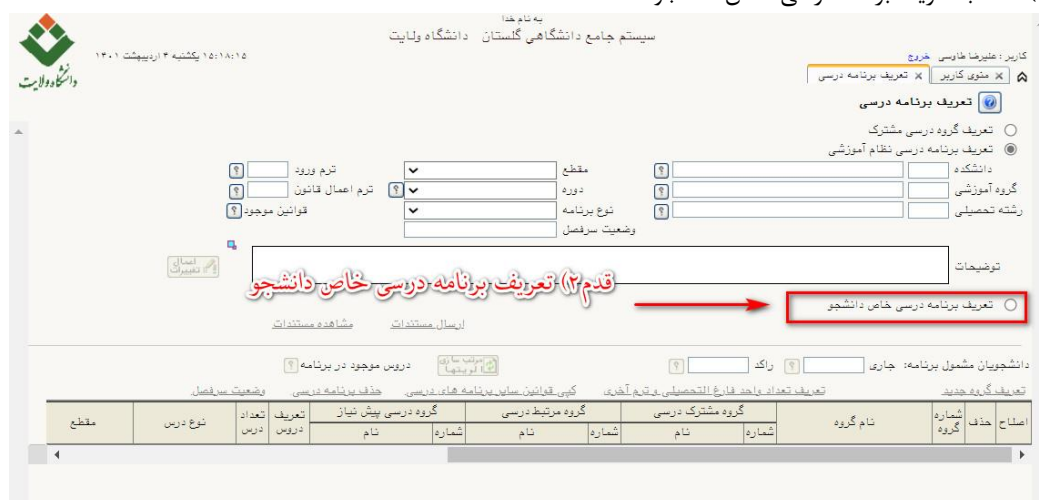 به نام خدا
سیستم جامع دانشگاهی گلستان دانشگاه ولایت
کاربر : علیرضا طاوسی خروج
۱۵:۱۸:۱۵ یکشنبه ۴ اردیبهشت ۱۴۰۱
دانشگاه ولایت
منوی کاربر x تعریف برنامه درسی x
تعریف برنامه درسی
تعریف گروه درسی مشترک
تعریف برنامه درسی نظام آموزشی
دانشکده ? مقطع ترم ورود ?
گروه آموزشی ? دوره ? ترم اعمال قانون ?
رشته تحصیلی ? نوع برنامه قوانین موجود ?
وضعیت سرفصل
توضیحات
اعمال تغییرات
قدم۲) تعریف برنامه درسی خاص دانشجو
تعریف برنامه درسی خاص دانشجو
ارسال مستندات مشاهده مستندات
دانشجویان مشمول برنامه: جاری ? راکد ? مرتب سازی الویتها دروس موجود در برنامه ?
تعریف گروه جدید تعریف تعداد واحد فارغ التحصیلی و ترم آخری کپی قوانین سایر برنامه های درسی حذف برنامه درسی وضعیت سرفصل
اصلاح حذف شماره گروه نام گروه گروه مشترک درسی گروه مرتبط درسی گروه درسی پیش نیاز تعریف دروس تعداد درس نوع درس مقطع
شماره نام شماره نام شماره نام